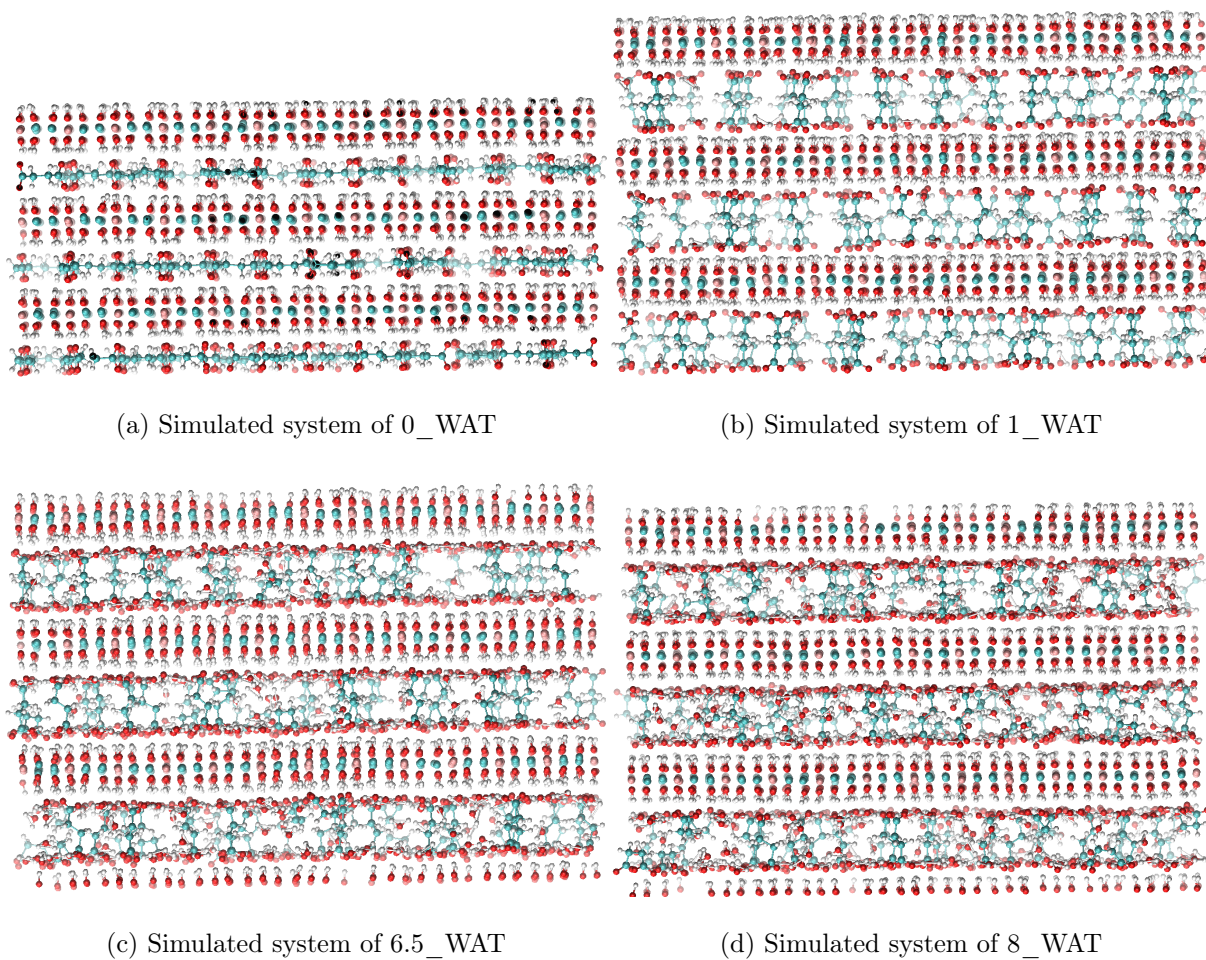 (a) Simulated system of 0_WAT
(b) Simulated system of 1_WAT
(c) Simulated system of 6.5_WAT
(d) Simulated system of 8_WAT